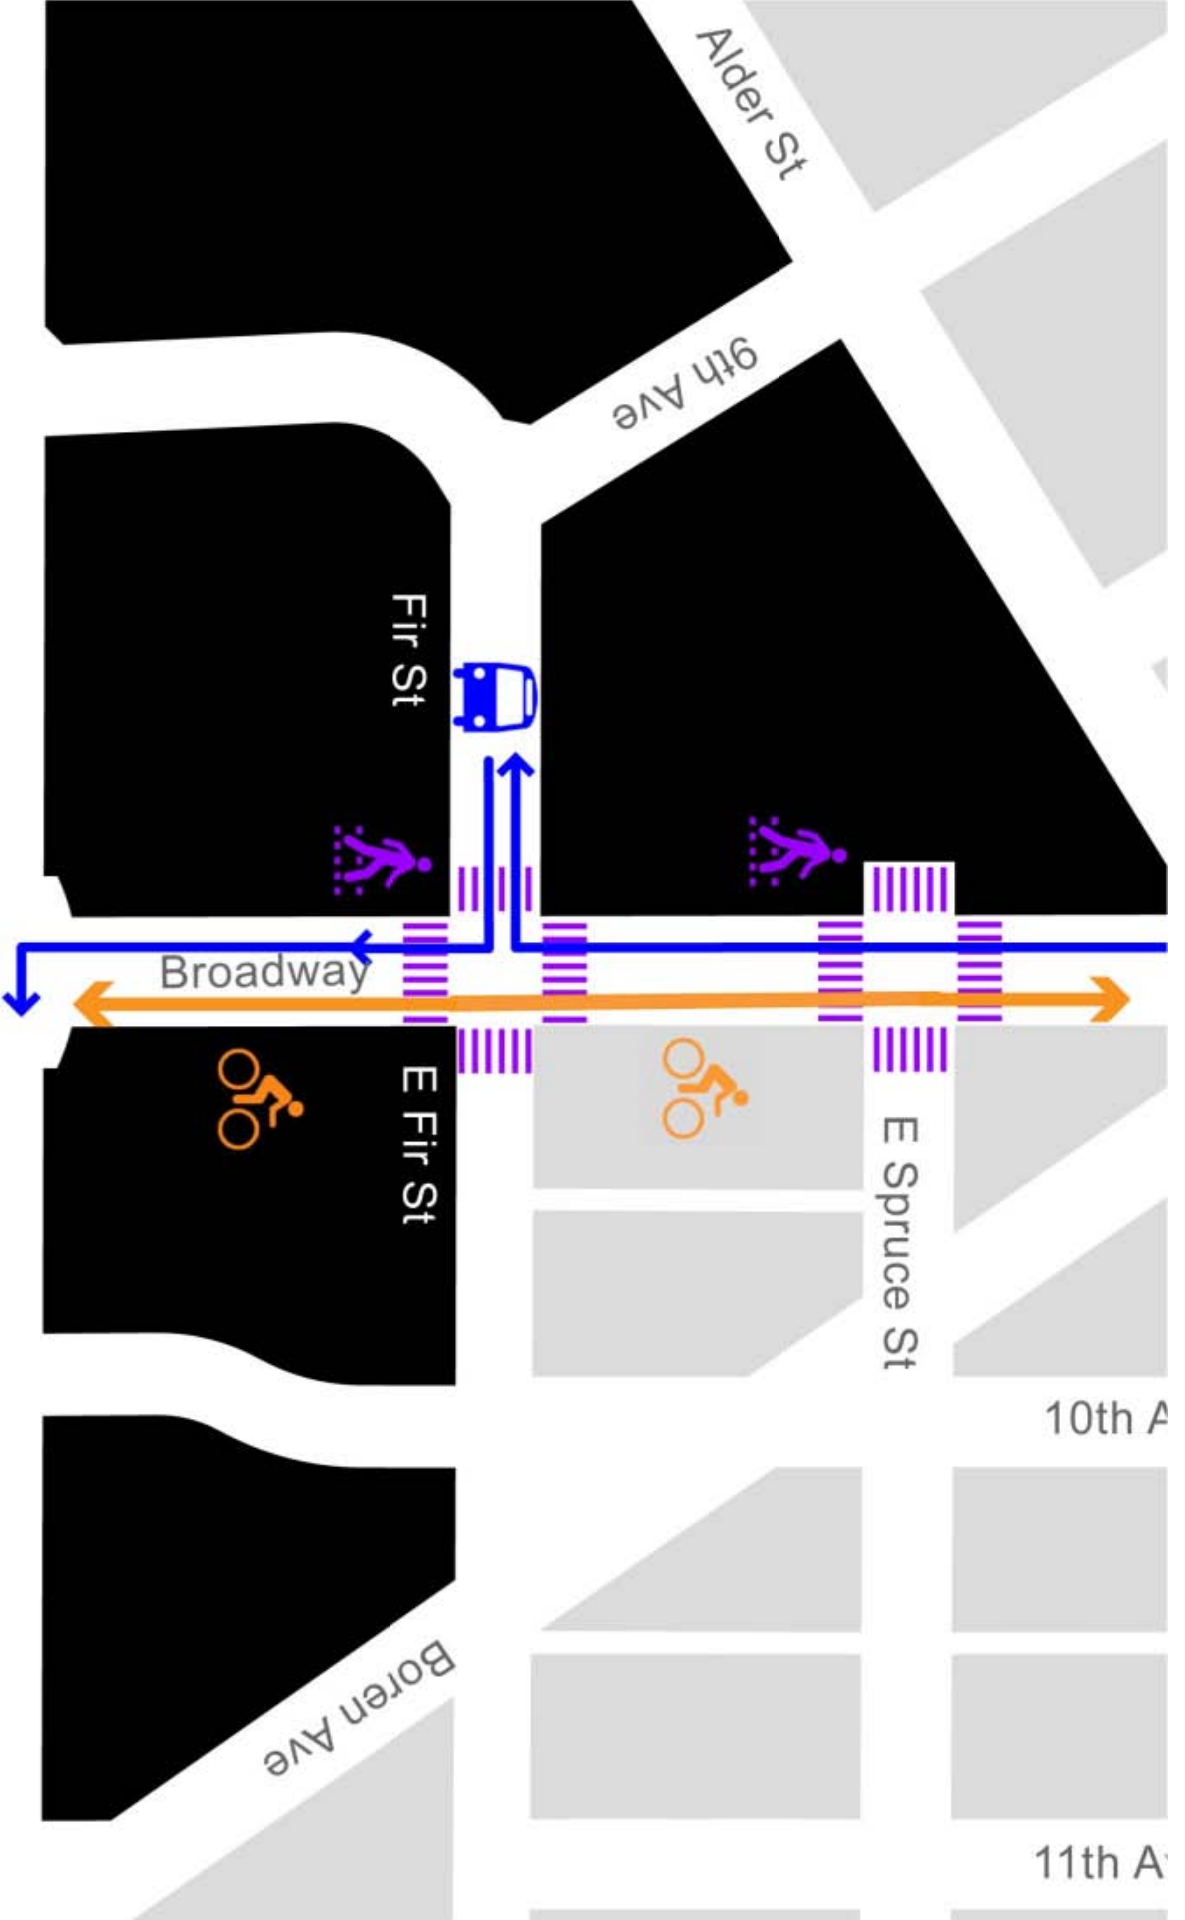 Alder St
9th Ave
Fir St
Broadway
E Fir St
E Spruce St
10th A
Boren Ave
11th A